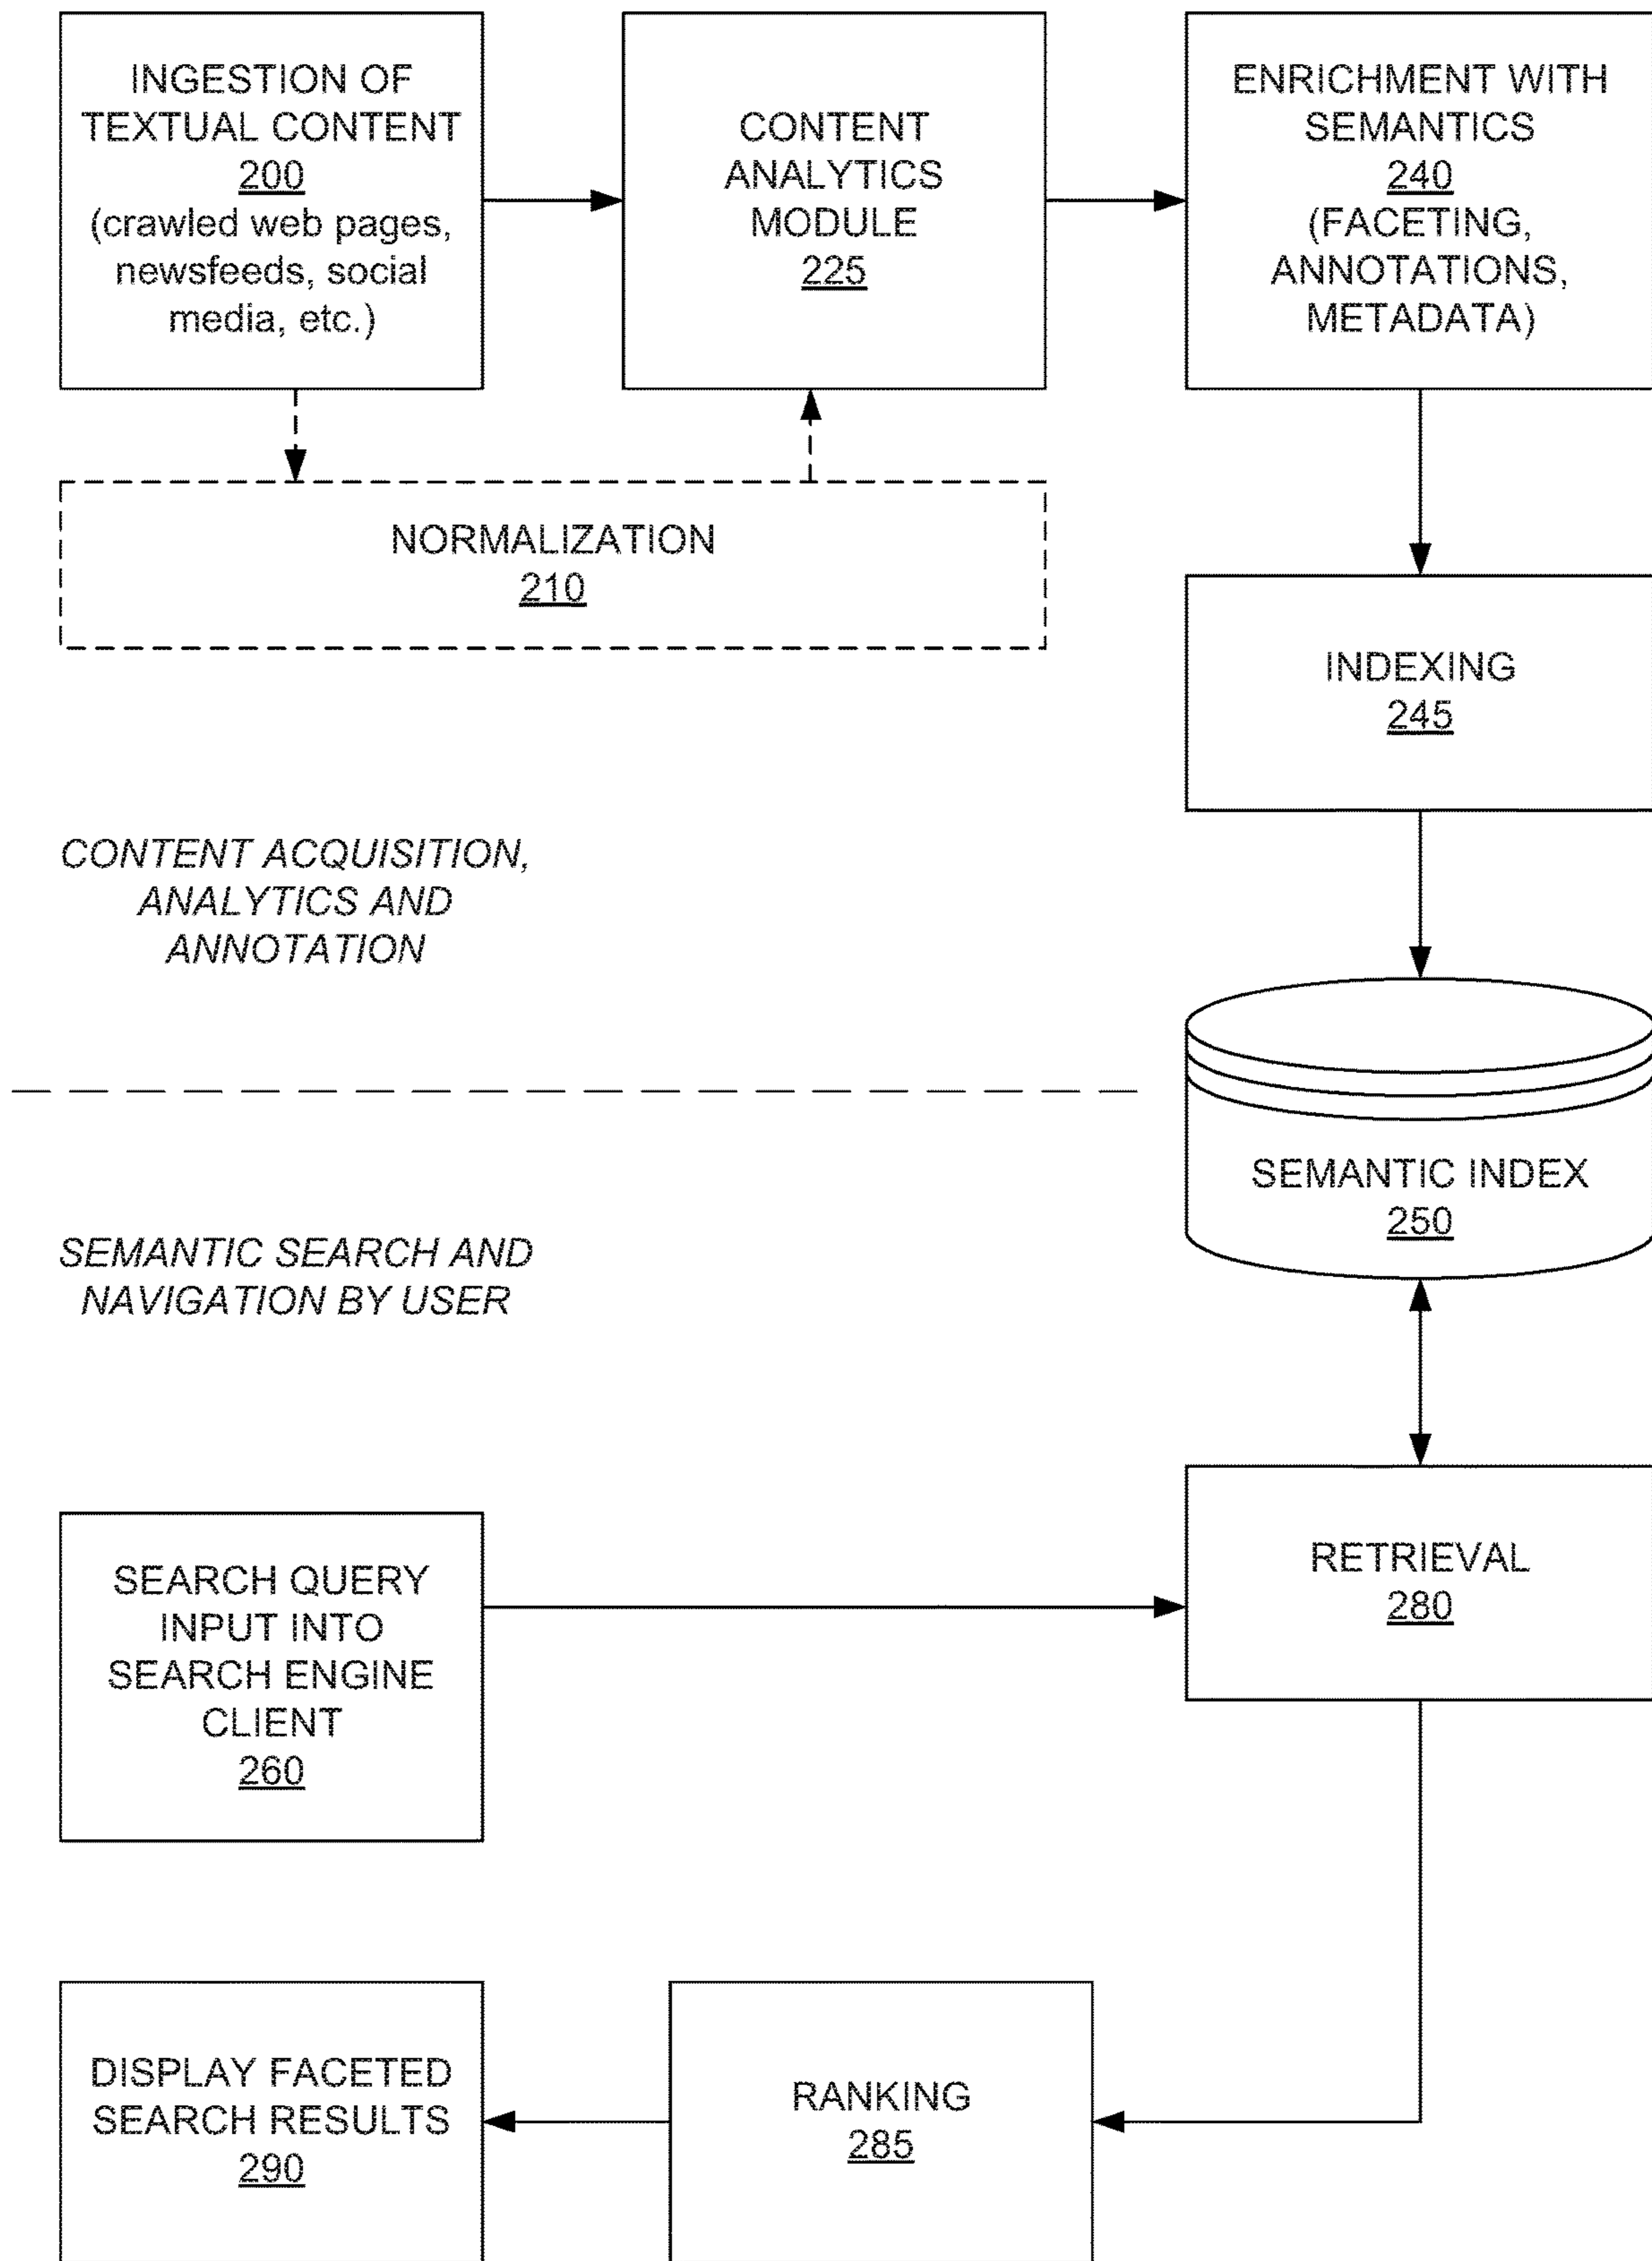 INGESTION OF
TEXTUAL CONTENT
200
(crawled web pages,
newsfeeds, social
media, etc.)
CONTENT
ANALYTICS
MODULE
225
ENRICHMENT WITH
SEMANTICS
240
(FACETING,
ANNOTATIONS,
METADATA)
NORMALIZATION
210
INDEXING
245
CONTENT ACQUISITION,
ANALYTICS AND
ANNOTATION
SEMANTIC INDEX
250
SEMANTIC SEARCH AND
NAVIGATION BY USER
RETRIEVAL
280
SEARCH QUERY
INPUT INTO
SEARCH ENGINE
CLIENT
260
DISPLAY FACETED
SEARCH RESULTS
290
RANKING
285